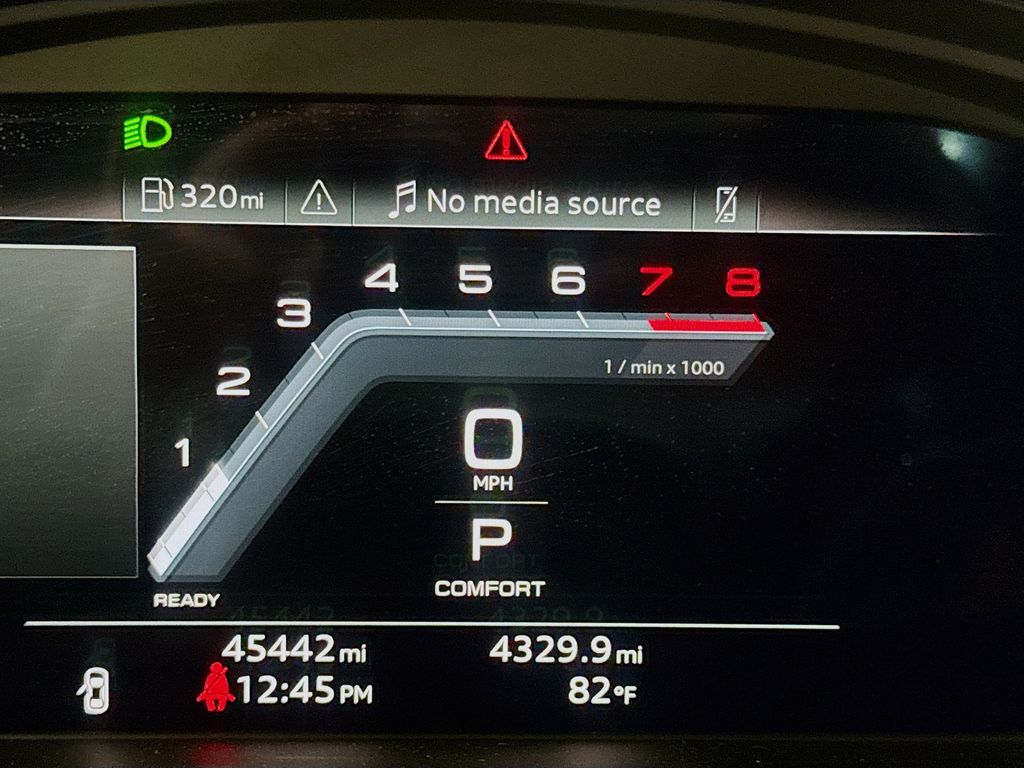 320mi
No media source
1 2 3 4 5 6 7 8
1 / min x 1000
0
MPH
P
COMFORT
READY
45442mi 4329.9mi
12:45PM 82°F